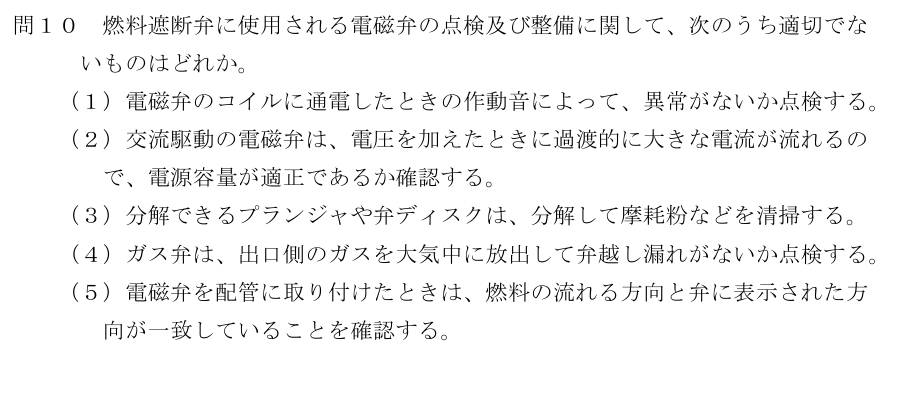 問１０　燃料遮断弁に使用される電磁弁の点検及び整備に関して、次のうち適切でな
いものはどれか。
（１）電磁弁のコイルに通電したときの作動音によって、異常がないか点検する。
（２）交流駆動の電磁弁は、電圧を加えたときに過渡的に大きな電流が流れるの
で、電源容量が適正であるか確認する。
（３）分解できるプランジャや弁ディスクは、分解して摩耗粉などを清掃する。
（４）ガス弁は、出口側のガスを大気中に放出して弁越し漏れがないか点検する。
（５）電磁弁を配管に取り付けたときは、燃料の流れる方向と弁に表示された方
向が一致していることを確認する。